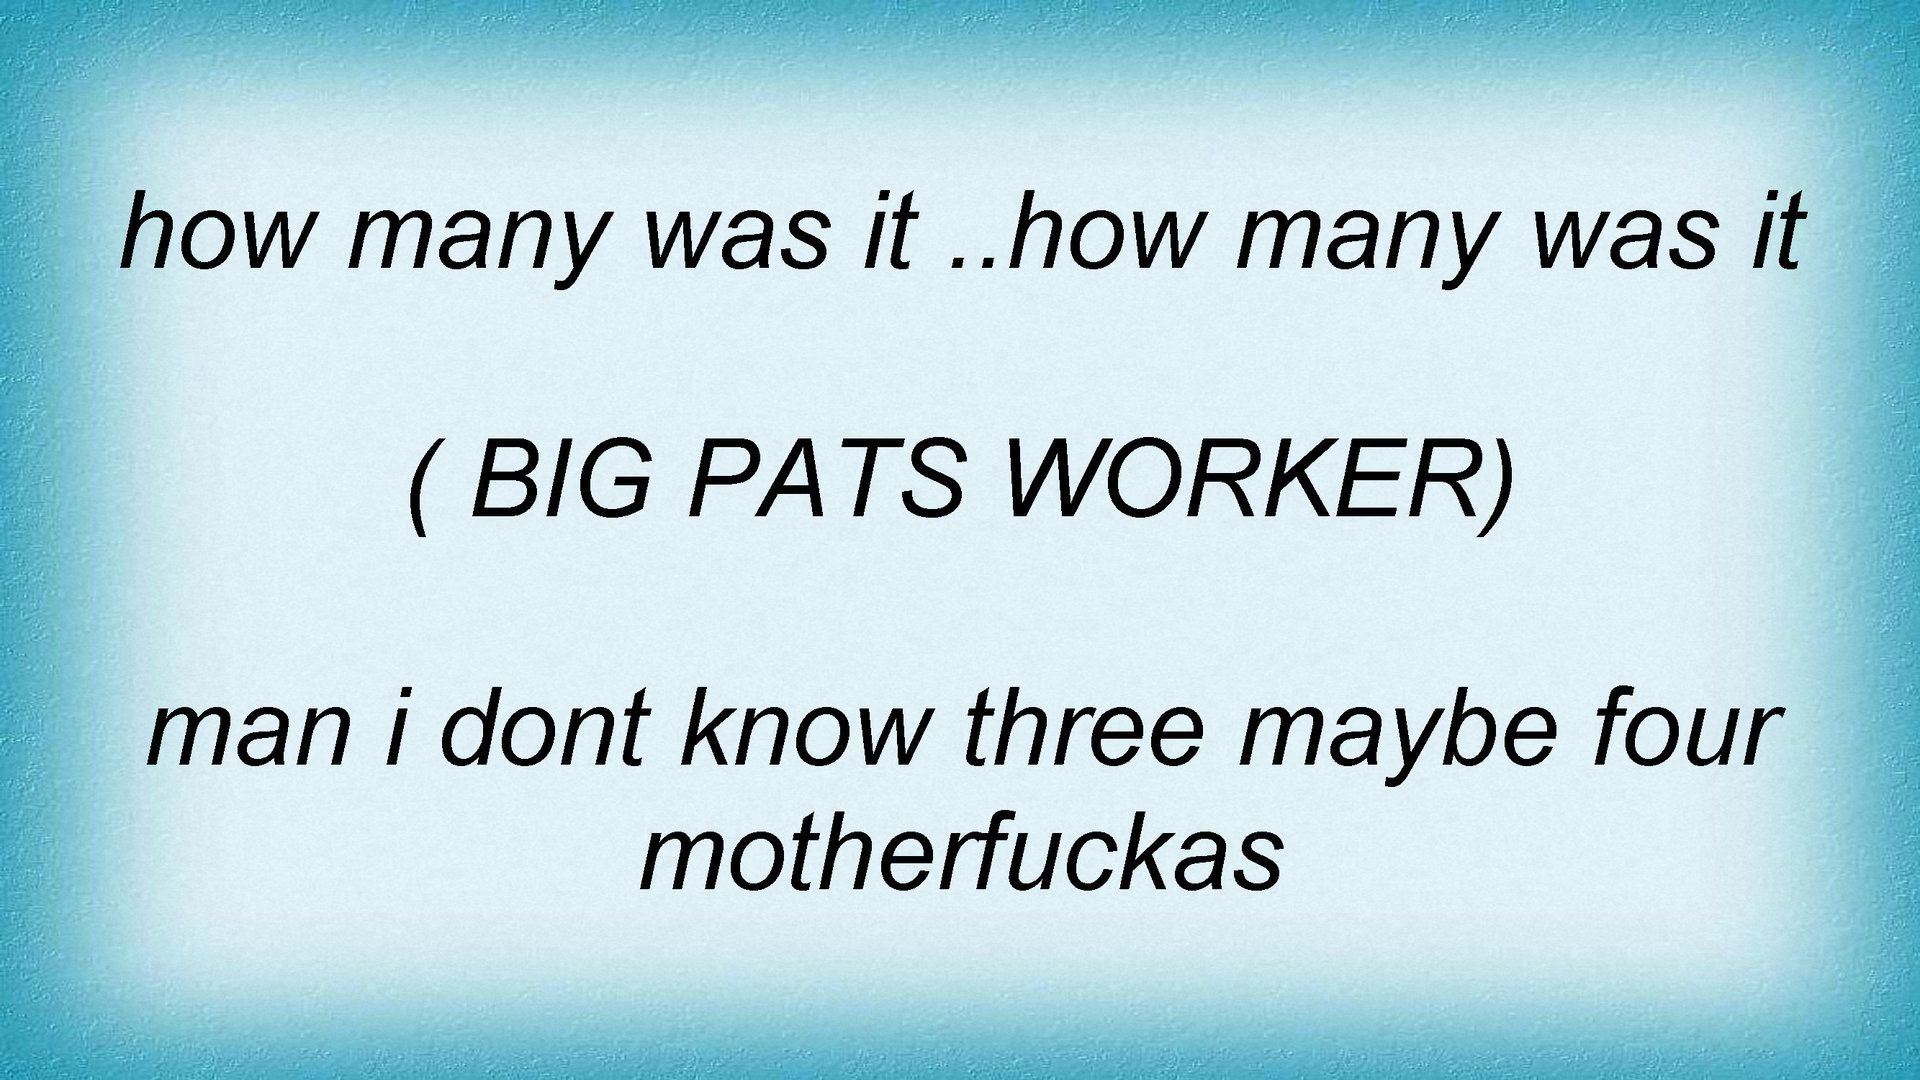 how many was it ..how many was it
( BIG PATS WORKER)
man i dont know three maybe four
motherfuckas